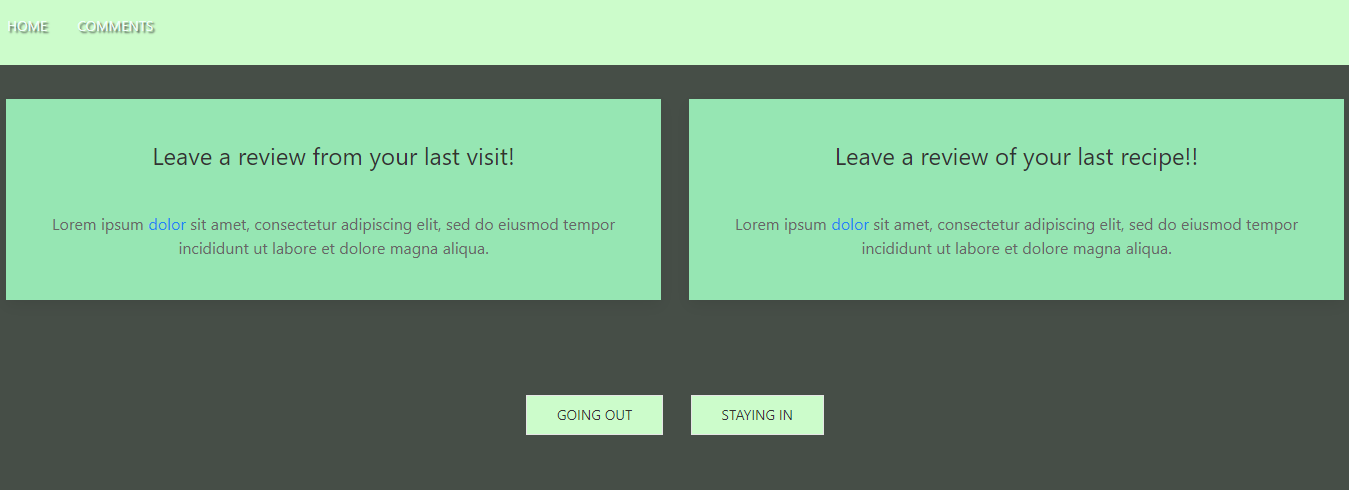 HOME COMMENTS
Leave a review from your last visit!
Lorem ipsum dolor sit amet, consectetur adipiscing elit, sed do eiusmod tempor
incididunt ut labore et dolore magna aliqua.
Leave a review of your last recipe!!
Lorem ipsum dolor sit amet, consectetur adipiscing elit, sed do eiusmod tempor
incididunt ut labore et dolore magna aliqua.
GOING OUT
STAYING IN